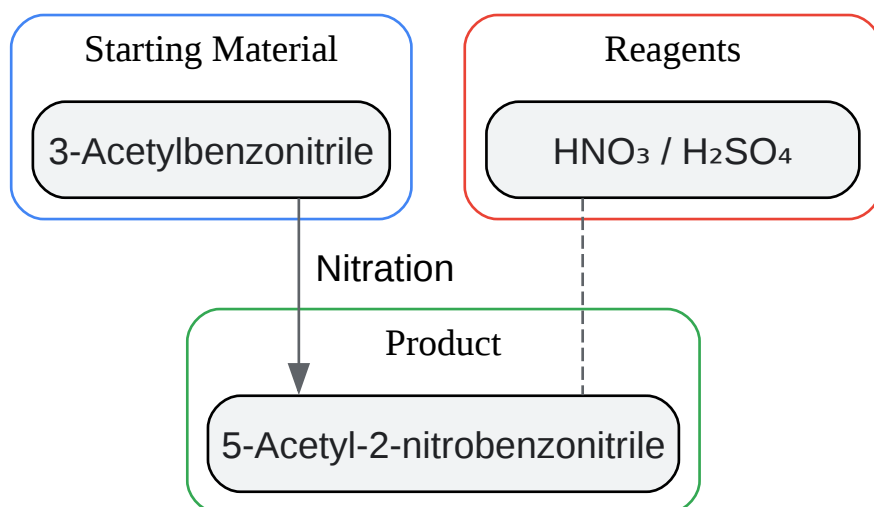 Starting Material
Reagents
3-Acetylbenzonitrile
HNO₃ / H₂SO₄
Nitration
Product
5-Acetyl-2-nitrobenzonitrile